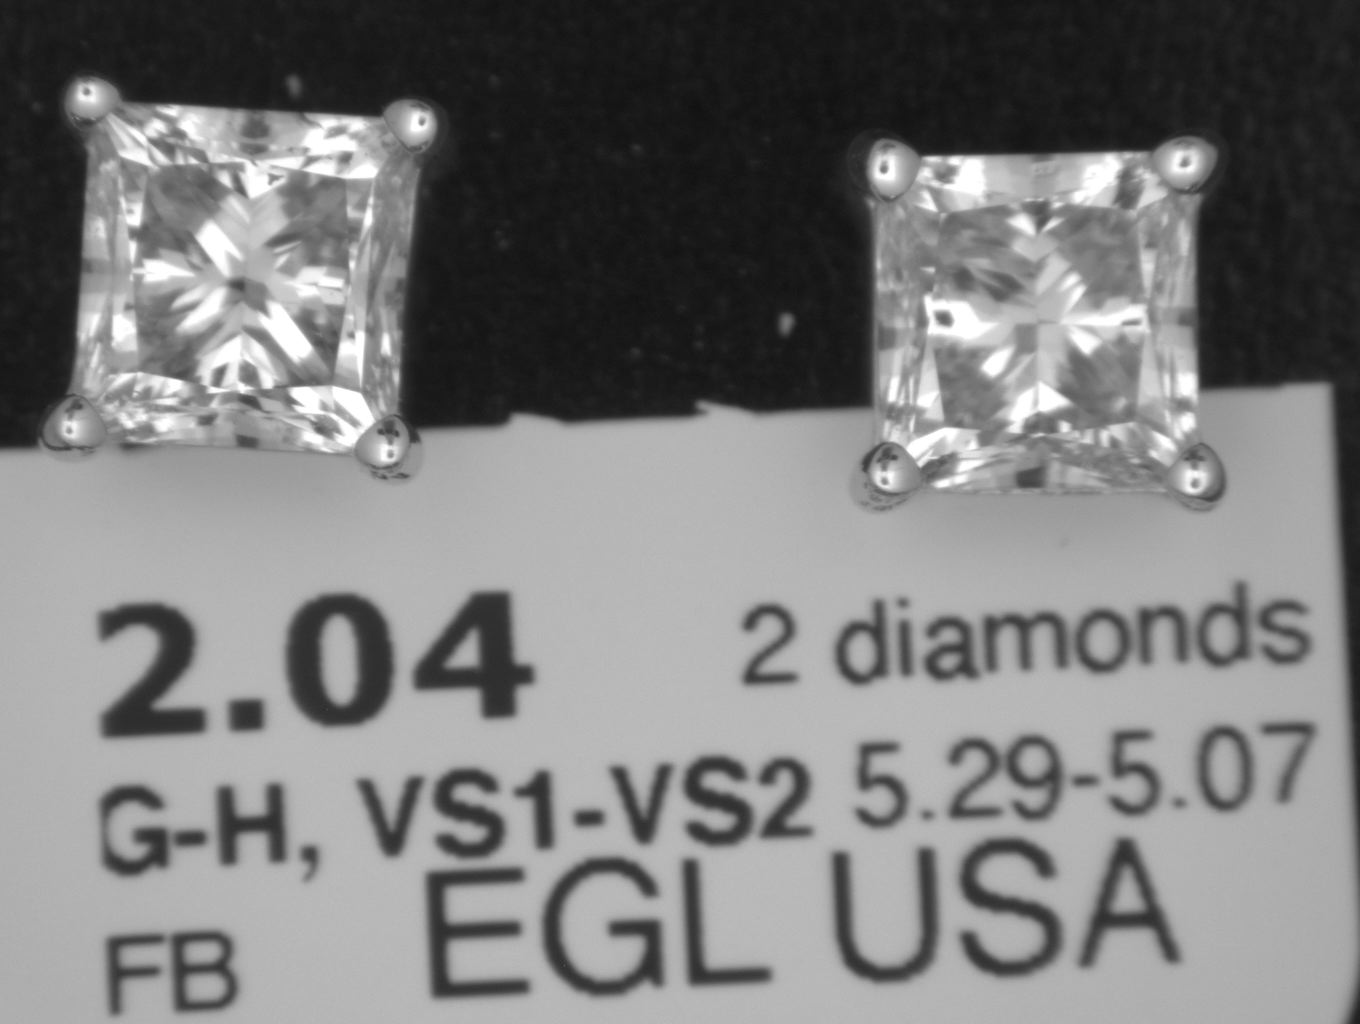 2.04 2 diamonds
G-H, VS1-VS2 5.29-5.07
FB EGL USA